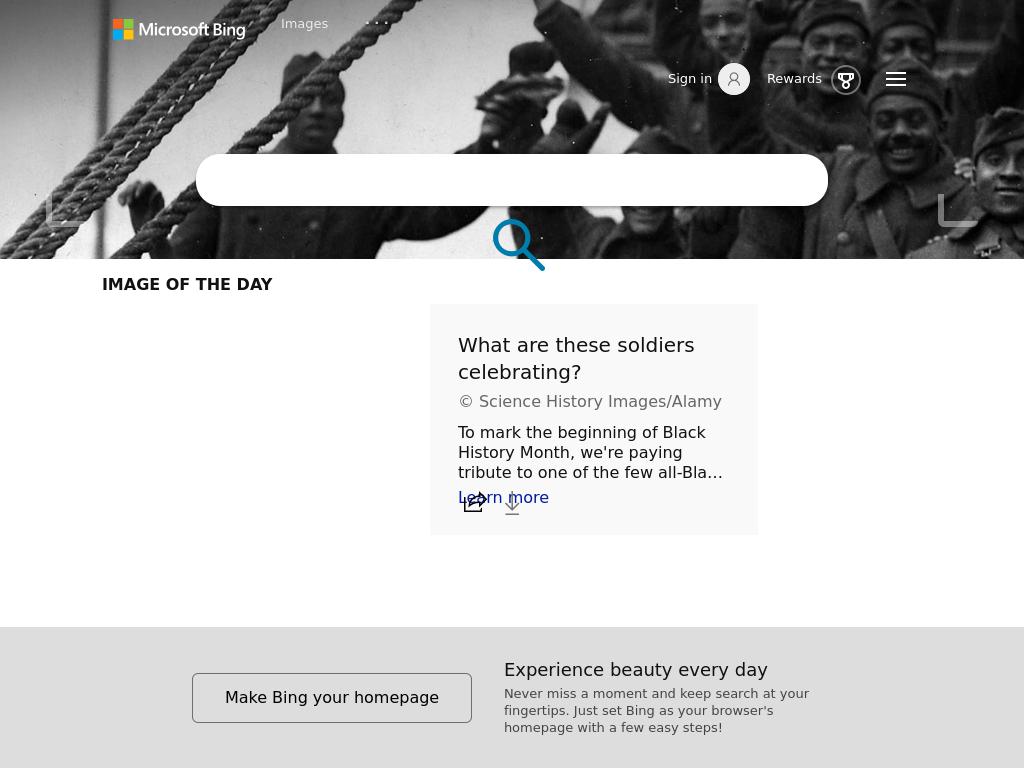 Microsoft Bing
Images
Sign in
Rewards
IMAGE OF THE DAY
What are these soldiers
celebrating?
© Science History Images/Alamy
To mark the beginning of Black
History Month, we're paying
tribute to one of the few all-Bla…
Learn more
Make Bing your homepage
Experience beauty every day
Never miss a moment and keep search at your
fingertips. Just set Bing as your browser's
homepage with a few easy steps!